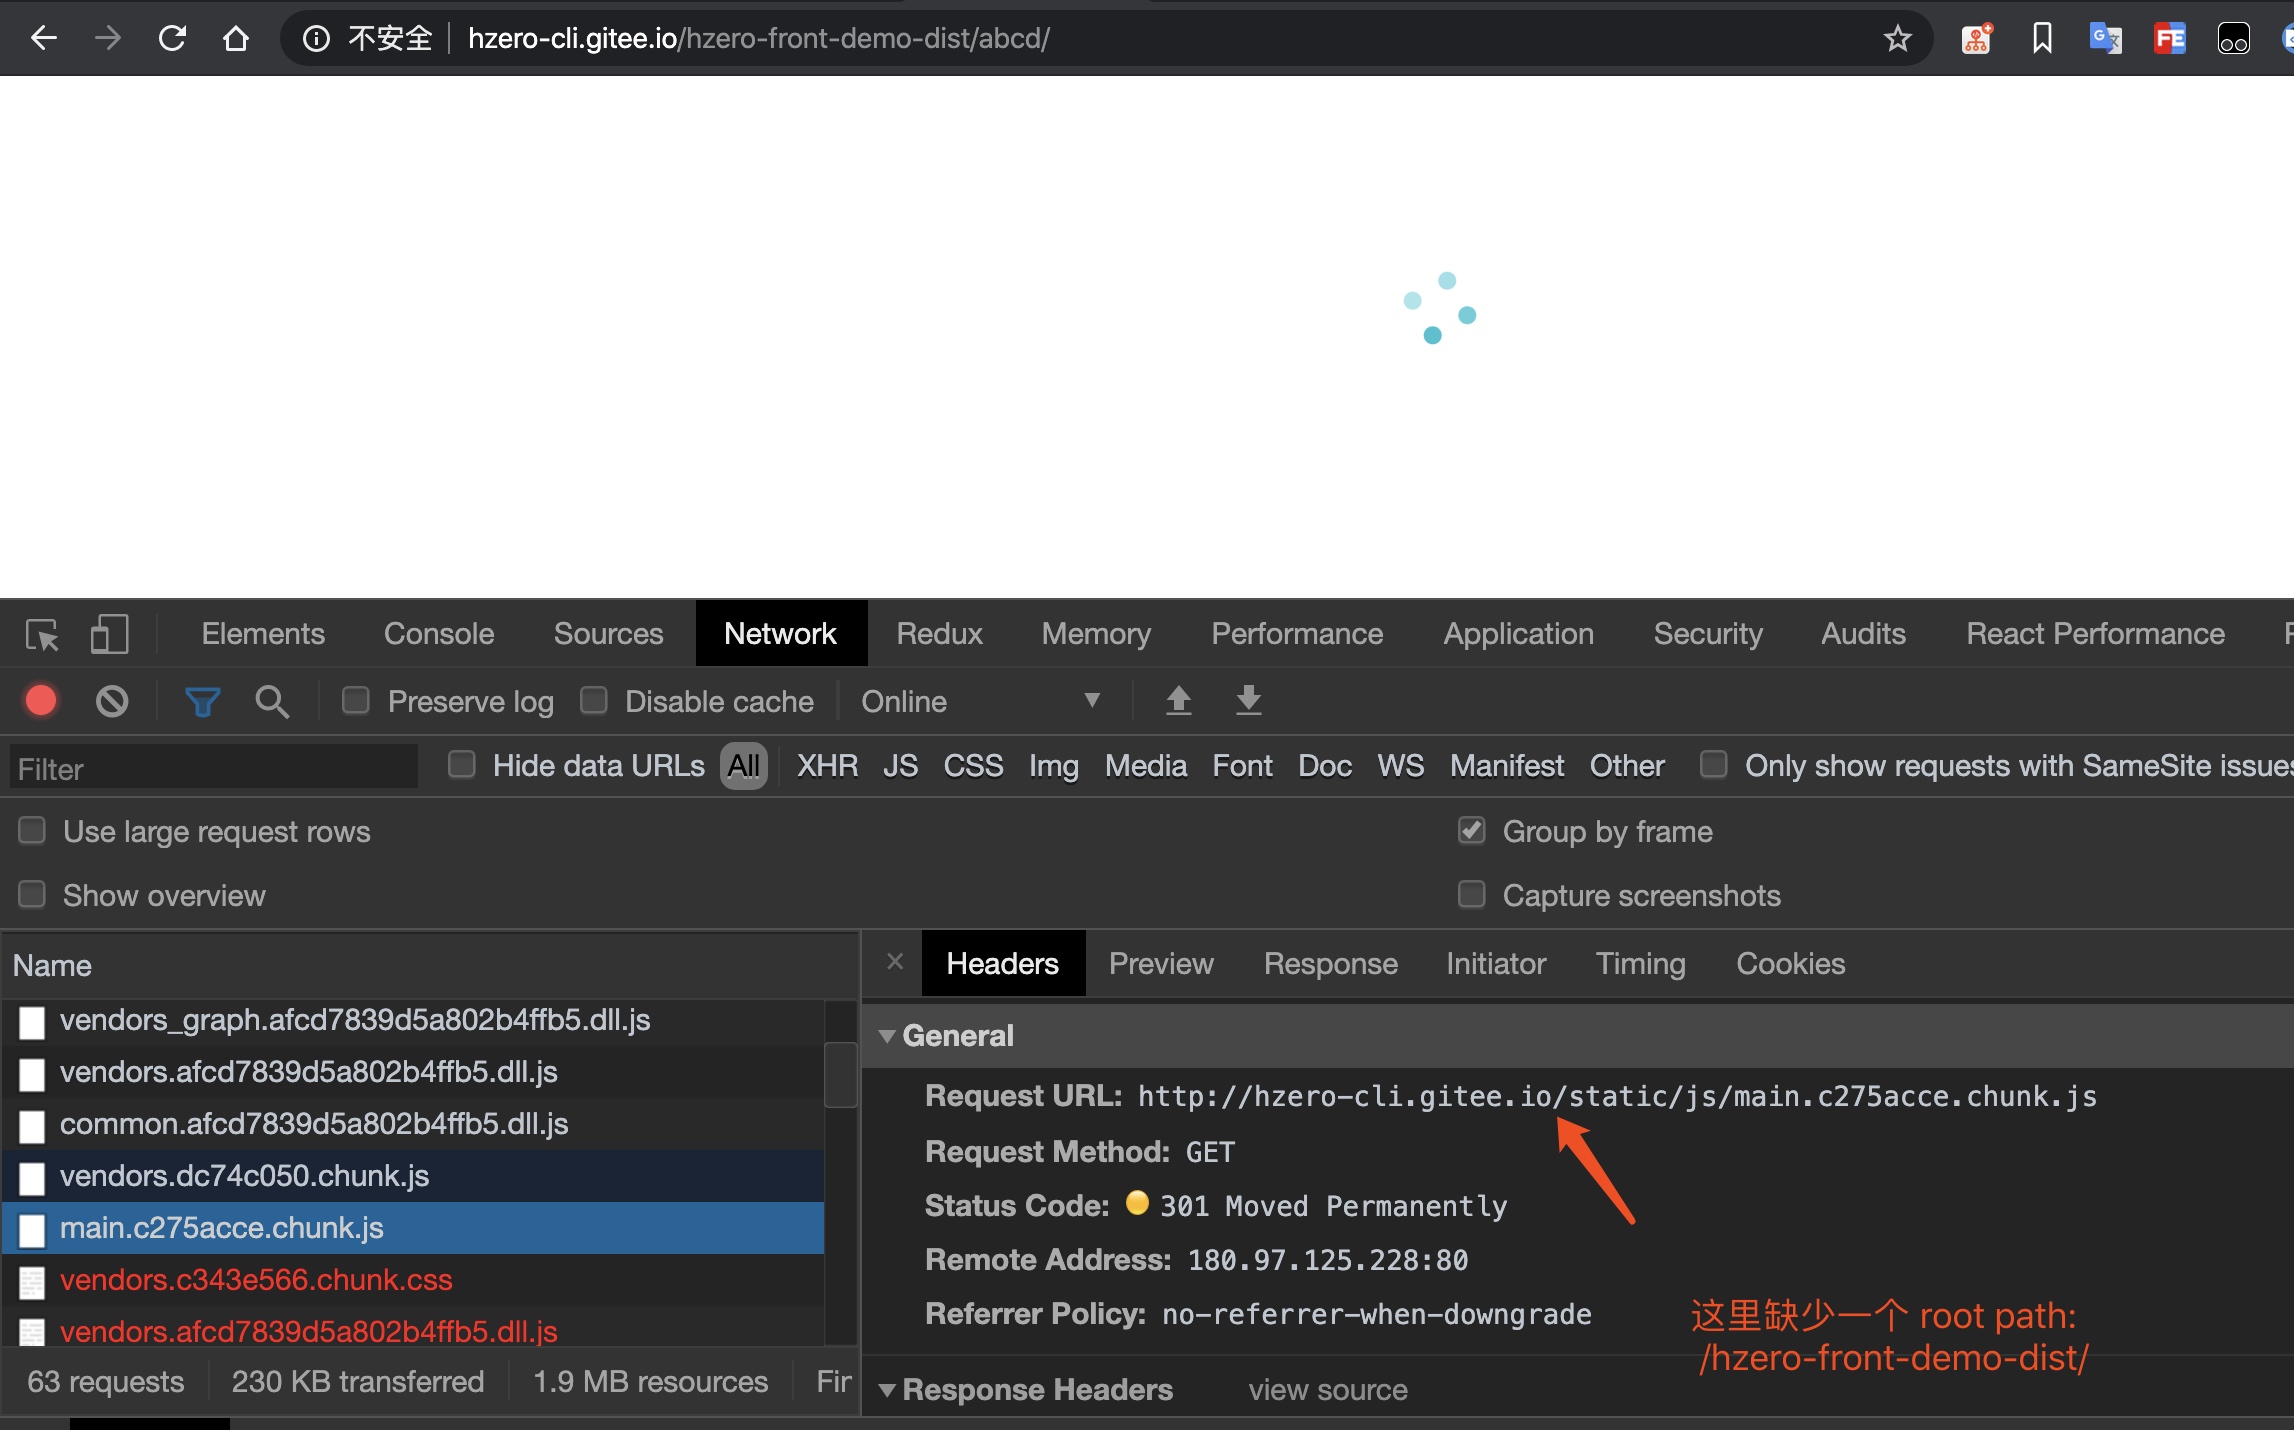 不安全 hzero-cli.gitee.io/hzero-front-demo-dist/abcd/
Elements Console Sources Network Redux Memory Performance Application Security Audits React Performance
Preserve log Disable cache Online
Filter Hide data URLs All XHR JS CSS Img Media Font Doc WS Manifest Other Only show requests with SameSite issues
Use large request rows Group by frame
Show overview Capture screenshots
Name
Headers Preview Response Initiator Timing Cookies
vendors_graph.afcd7839d5a802b4ffb5.dll.js
vendors.afcd7839d5a802b4ffb5.dll.js
common.afcd7839d5a802b4ffb5.dll.js
vendors.dc74c050.chunk.js
main.c275acce.chunk.js
vendors.c343e566.chunk.css
vendors.afcd7839d5a802b4ffb5.dll.js
63 requests 230 KB transferred 1.9 MB resources
General
Request URL: http://hzero-cli.gitee.io/static/js/main.c275acce.chunk.js
Request Method: GET
Status Code: 301 Moved Permanently
Remote Address: 180.97.125.228:80
Referrer Policy: no-referrer-when-downgrade
这里缺少一个 root path:
/hzero-front-demo-dist/
Response Headers view source